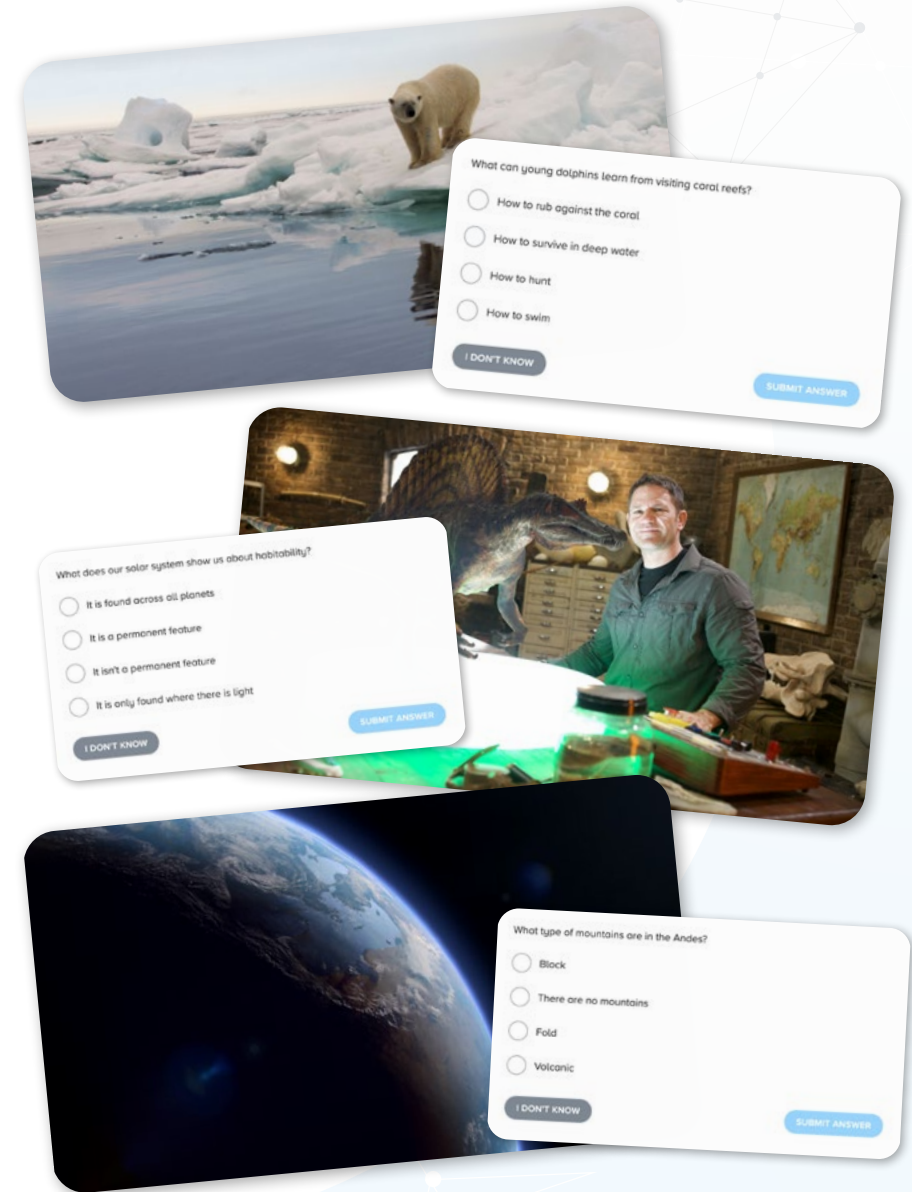 What can young dolphins learn from visiting coral reefs?
How to rub against the coral
How to survive in deep water
How to hunt
How to swim
I DON'T KNOW
SUBMIT ANSWER
What does our solar system show us about habitability?
It is found across all planets
It is a permanent feature
It isn't a permanent feature
It is only found where there is light
I DON'T KNOW
SUBMIT ANSWER
What type of mountains are in the Andes?
Block
There are no mountains
Fold
Volcanic
I DON'T KNOW
SUBMIT ANSWER